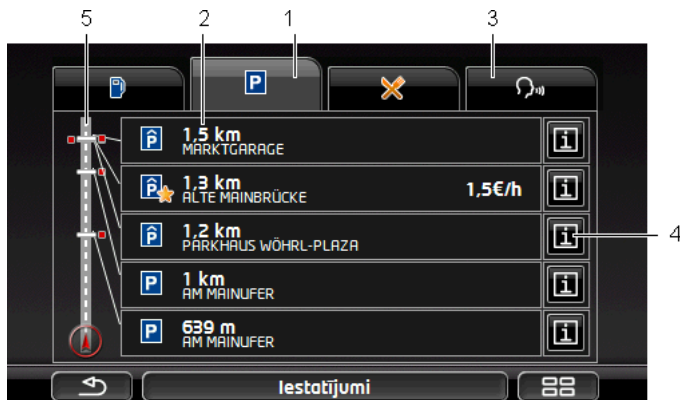 5
2
1
3
P
P
1,5 km
MARKTGARAGE
i
P
1,3 km
ALTE MAINBRÜCKE
1,5€/h
i
P
1,2 km
PARKHAUS WÖHRL-PLAZA
i
4
P
1 km
AM MAINUFER
i
P
639 m
AM MAINUFER
i
Iestatījumi